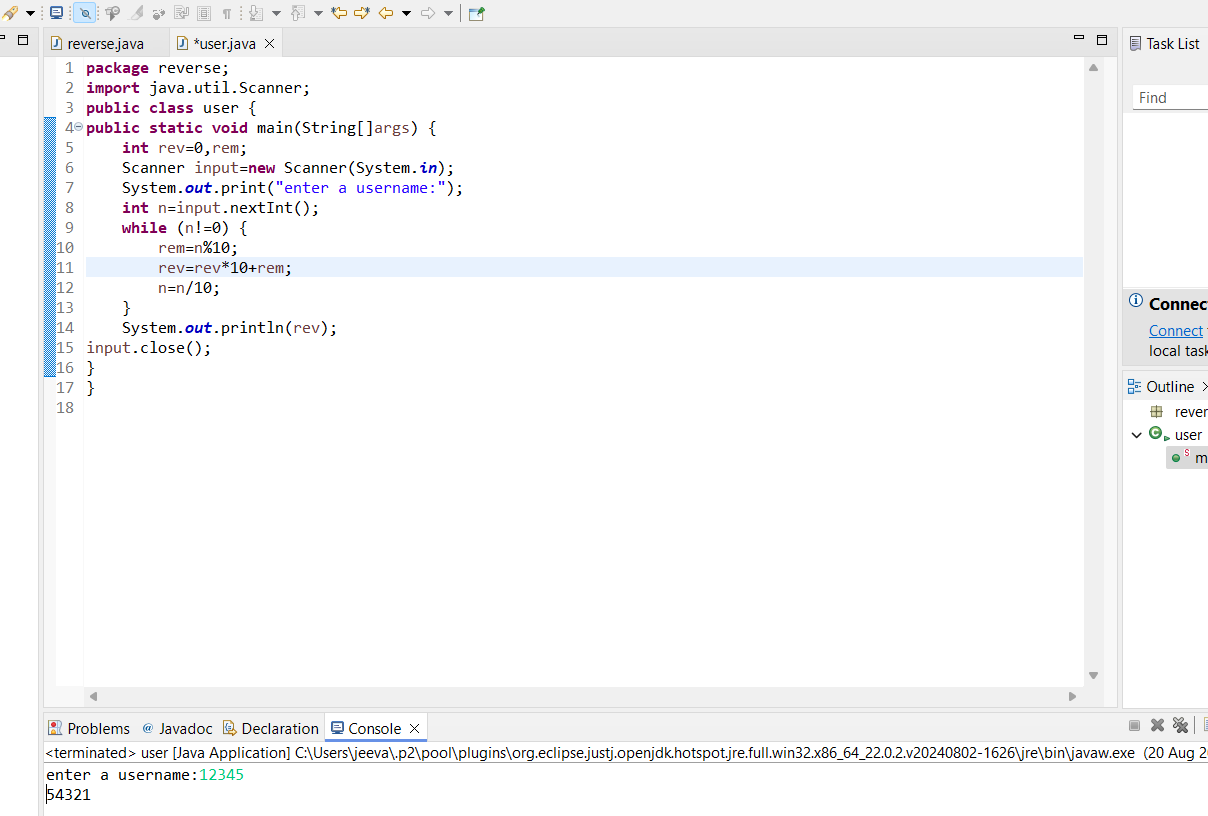 reverse.java
*user.java
Task List
1 package reverse;
2 import java.util.Scanner;
3 public class user {
4 public static void main(String[]args) {
5 int rev=0,rem;
6 Scanner input=new Scanner(System.in);
7 System.out.print("enter a username:");
8 int n=input.nextInt();
9 while (n!=0) {
10 rem=n%10;
11 rev=rev*10+rem;
12 n=n/10;
13 }
14 System.out.println(rev);
15 input.close();
16 }
17 }
18
Find
Connec
Connect
local task
Outline
rever
user
m
Problems
@ Javadoc
Declaration
Console
<terminated> user [Java Application] C:\Users\jeeva\.p2\pool\plugins\org.eclipse.justj.openjdk.hotspot.jre.full.win32.x86_64_22.0.2.v20240802-1626\jre\bin\javaw.exe (20 Aug 20
enter a username:12345
54321